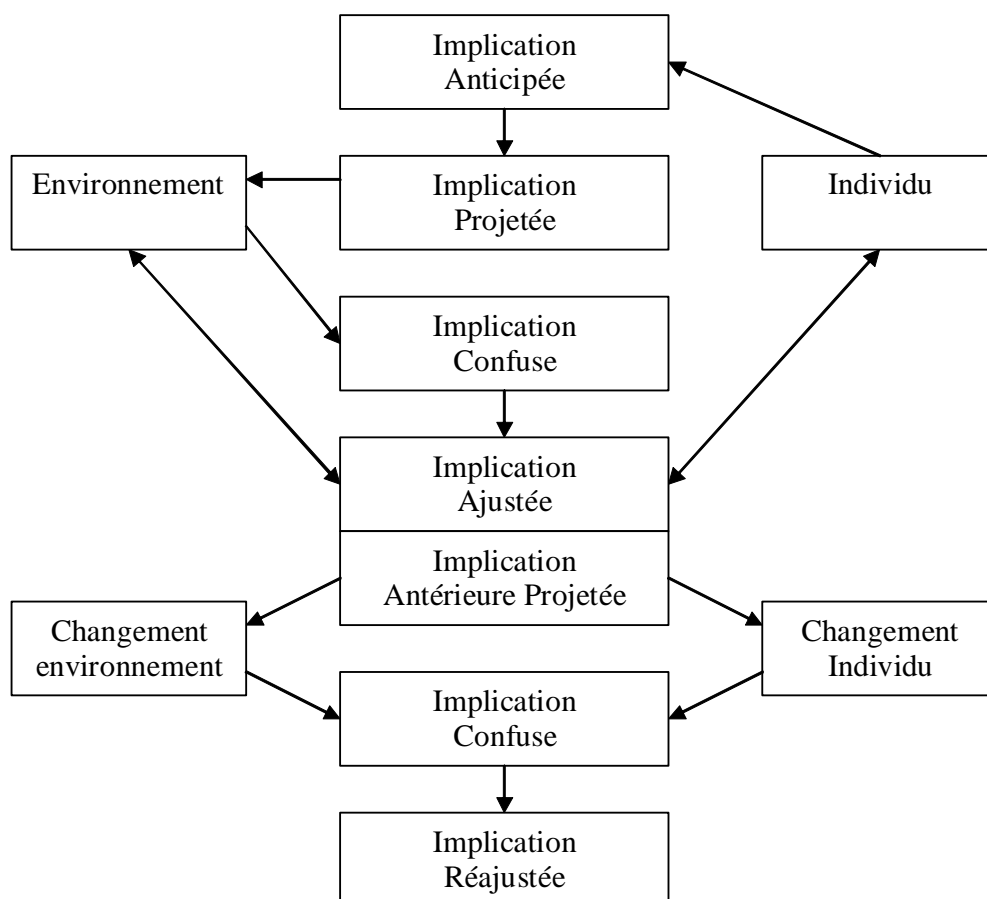 Implication
Anticipée
Environnement
Implication
Projetée
Individu
Implication
Confuse
Implication
Ajustée
Implication
Antérieure Projetée
Changement
environnement
Changement
Individu
Implication
Confuse
Implication
Réajustée